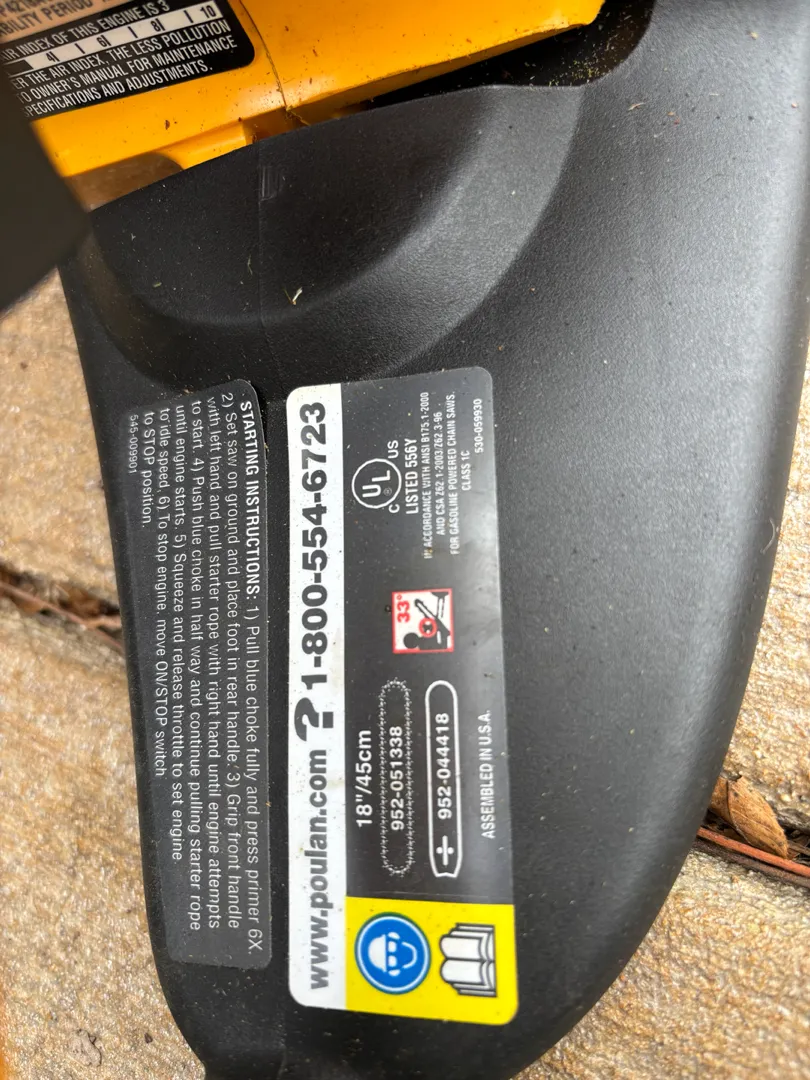 INDEX OF THIS ENGINE IS 3
4 6 8 10
THE AIR INDEX, THE LESS POLLUTION
OWNER'S MANUAL FOR MAINTENANCE
SPECIFICATIONS AND ADJUSTMENTS.
STARTING INSTRUCTIONS: 1) Pull blue choke fully and press primer 6X.
2) Set saw on ground and place foot in rear handle. 3) Grip front handle
with left hand and pull starter rope with right hand until engine attempts
to start. 4) Push blue choke in half way and continue pulling starter rope
until engine starts. 5) Squeeze and release throttle to set engine
to idle speed. 6) To stop engine, move ON/STOP switch
to STOP position.
545-009901
www.poulan.com ? 1-800-554-6723
18"/45cm
952-051338
952-044418
ASSEMBLED IN U.S.A.
33°
C UL ® US
LISTED 556Y
IN ACCORDANCE WITH ANSI B175.1-2000
AND CSA Z62.1-2003/Z62.3-96
FOR GASOLINE POWERED CHAIN SAWS.
CLASS 1C
530-059930